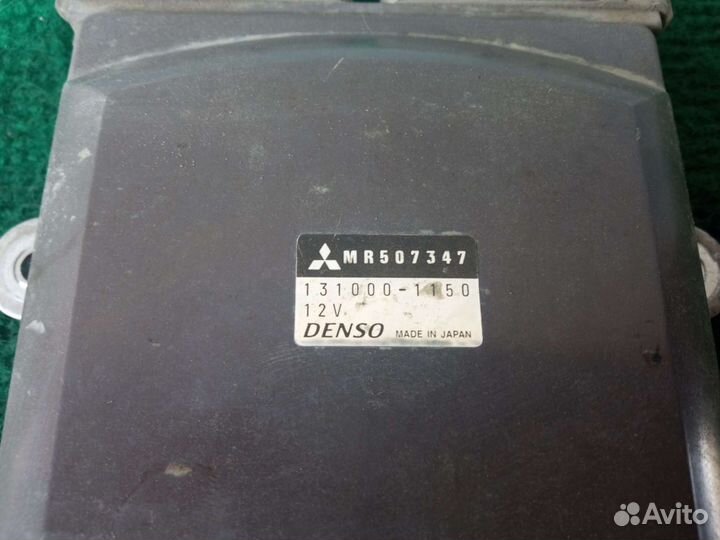 MR507347
131000-1150
12V
DENSO MADE IN JAPAN
Avito